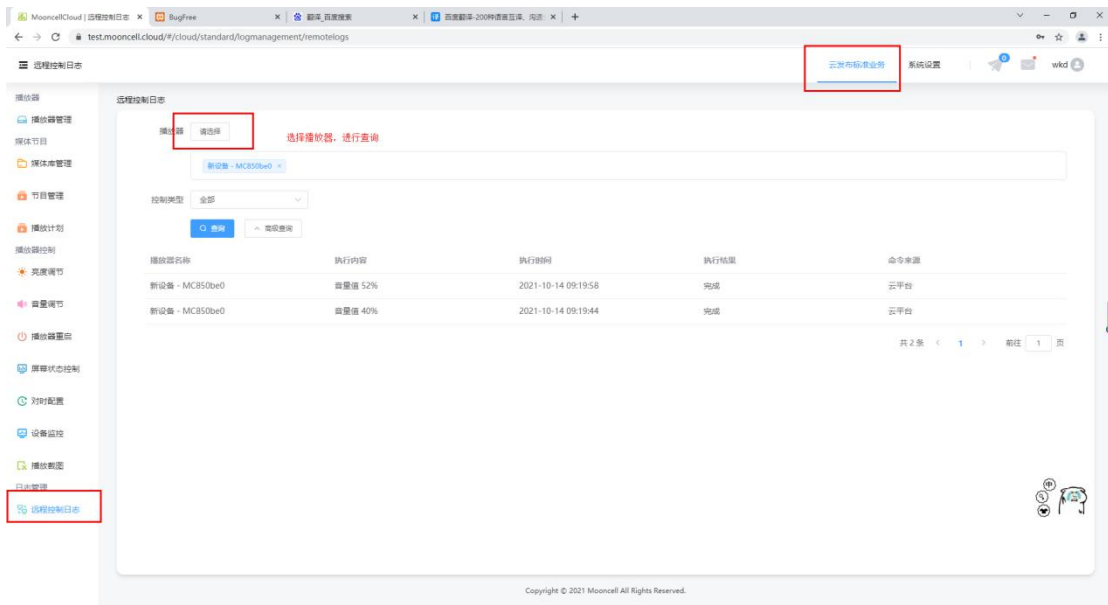 MooncellCloud | 远程控制日志
BugFree
翻译_百度搜索
百度翻译-200种语言互译、沟通
test.mooncell.cloud/#/cloud/standard/logmanagement/remotelogs
远程控制日志
云发布标准业务
系统设置
0
wkd
播放器
播放器管理
媒体节目
媒体库管理
节目管理
播放计划
播放器控制
亮度调节
音量调节
播放器重启
屏幕状态控制
对时配置
设备监控
播放截图
日志管理
远程控制日志
远程控制日志
播放器 请选择
选择播放器、进行查询
新设备 - MC850be0 ×
控制类型 全部
查询 高级查询
播放器名称 执行内容 执行时间 执行结果 命令来源
新设备 - MC850be0 音量值 52% 2021-10-14 09:19:58 完成 云平台
新设备 - MC850be0 音量值 40% 2021-10-14 09:19:44 完成 云平台
共 2 条 < 1 > 前往 1 页
中
Copyright © 2021 Mooncell All Rights Reserved.